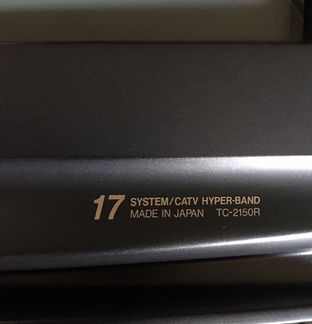 17 SYSTEM/CATV HYPER-BAND
MADE IN JAPAN TC-2150R